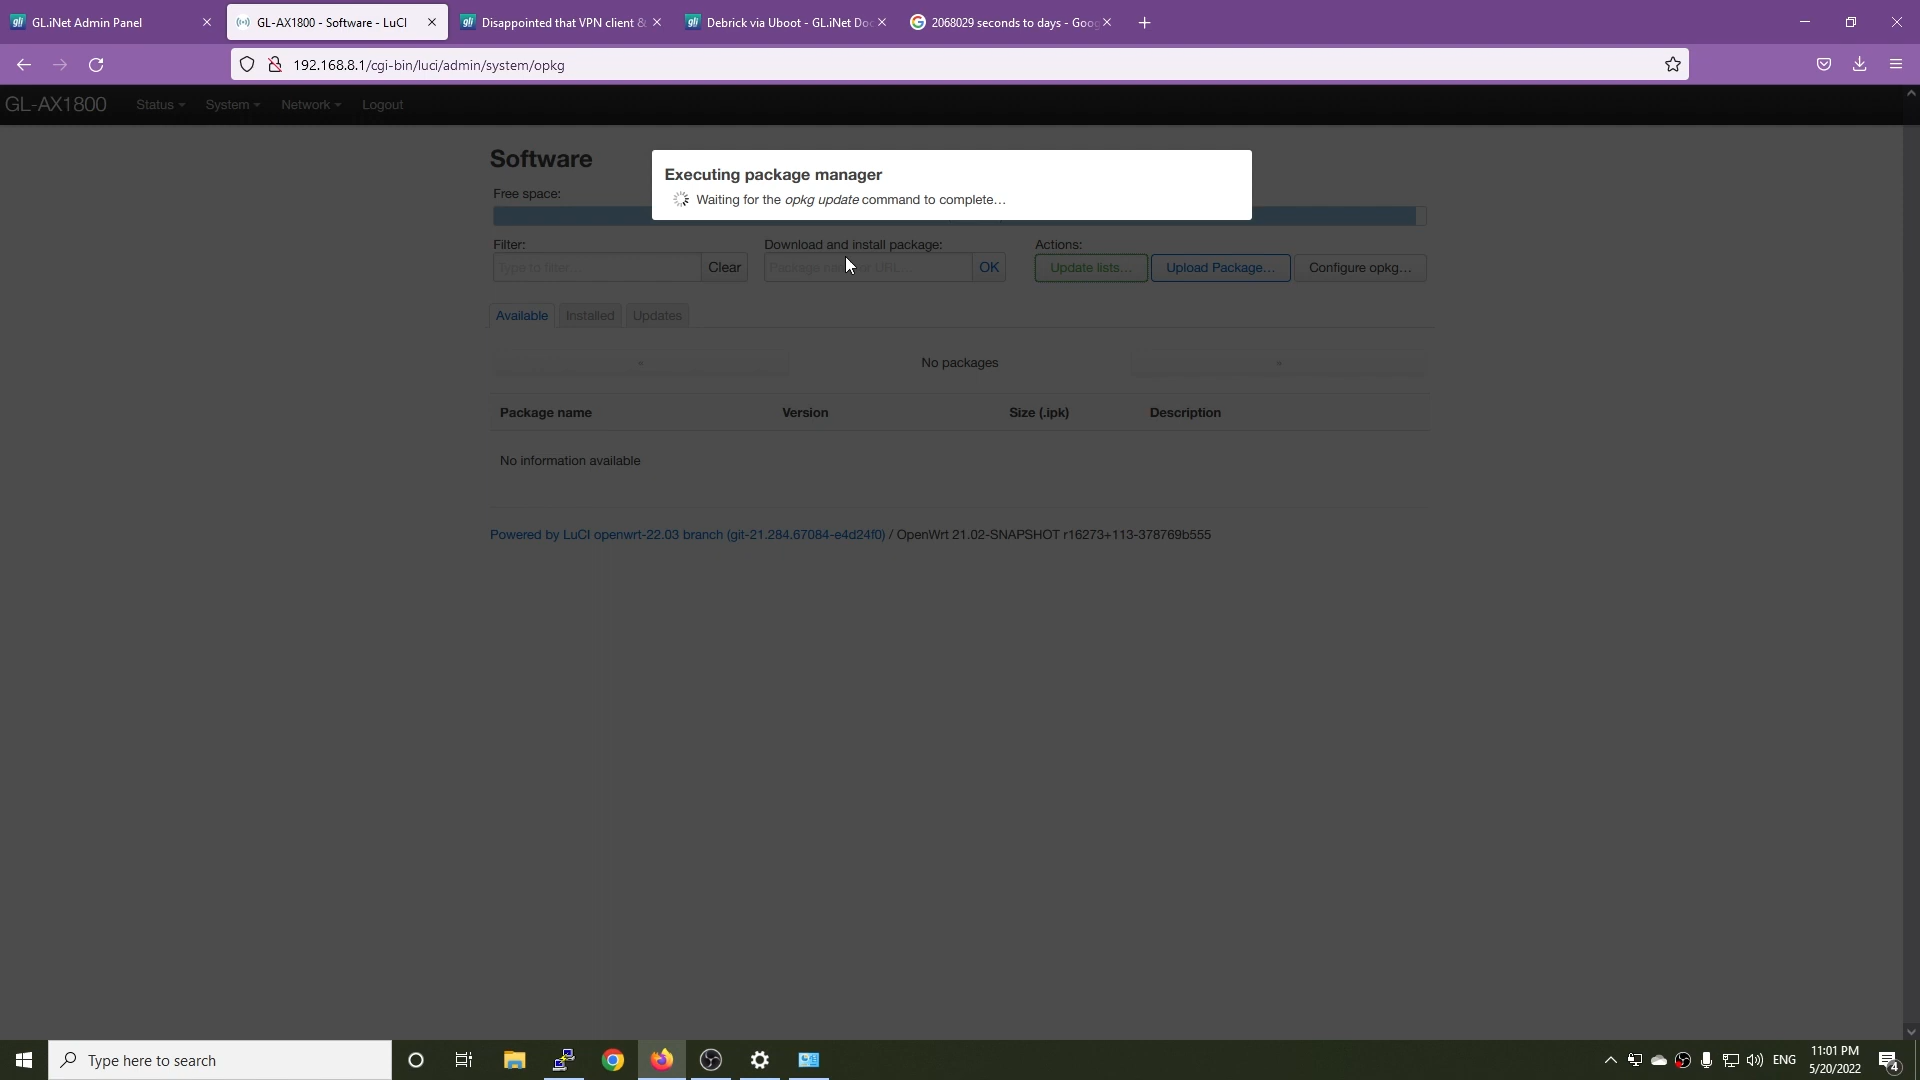 GL.iNet Admin Panel
GL-AX1800 - Software - LuCI
Disappointed that VPN client &
Debrick via Uboot - GL.iNet Doc
2068029 seconds to days - Goog
192.168.8.1/cgi-bin/luci/admin/system/opkg
GL-AX1800 Status System Network Logout
Software
Executing package manager
Waiting for the opkg update command to complete...
Free space:
Filter:
Download and install package:
Actions:
Type to filter...
Clear
OK
Update lists...
Upload Package...
Configure opkg...
Available Installed Updates
«
No packages
»
Package name Version Size (.ipk) Description
No information available
Powered by LuCI openwrt-22.03 branch (git-21.284.67084-e4d24f0) / OpenWrt 21.02-SNAPSHOT r16273+113-378769b555
Type here to search
ENG
11:01 PM
5/20/2022
4